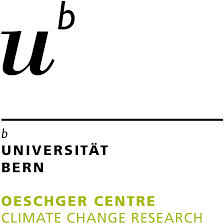 u
b
b
UNIVERSITÄT
BERN
OESCHGER CENTRE
CLIMATE CHANGE RESEARCH